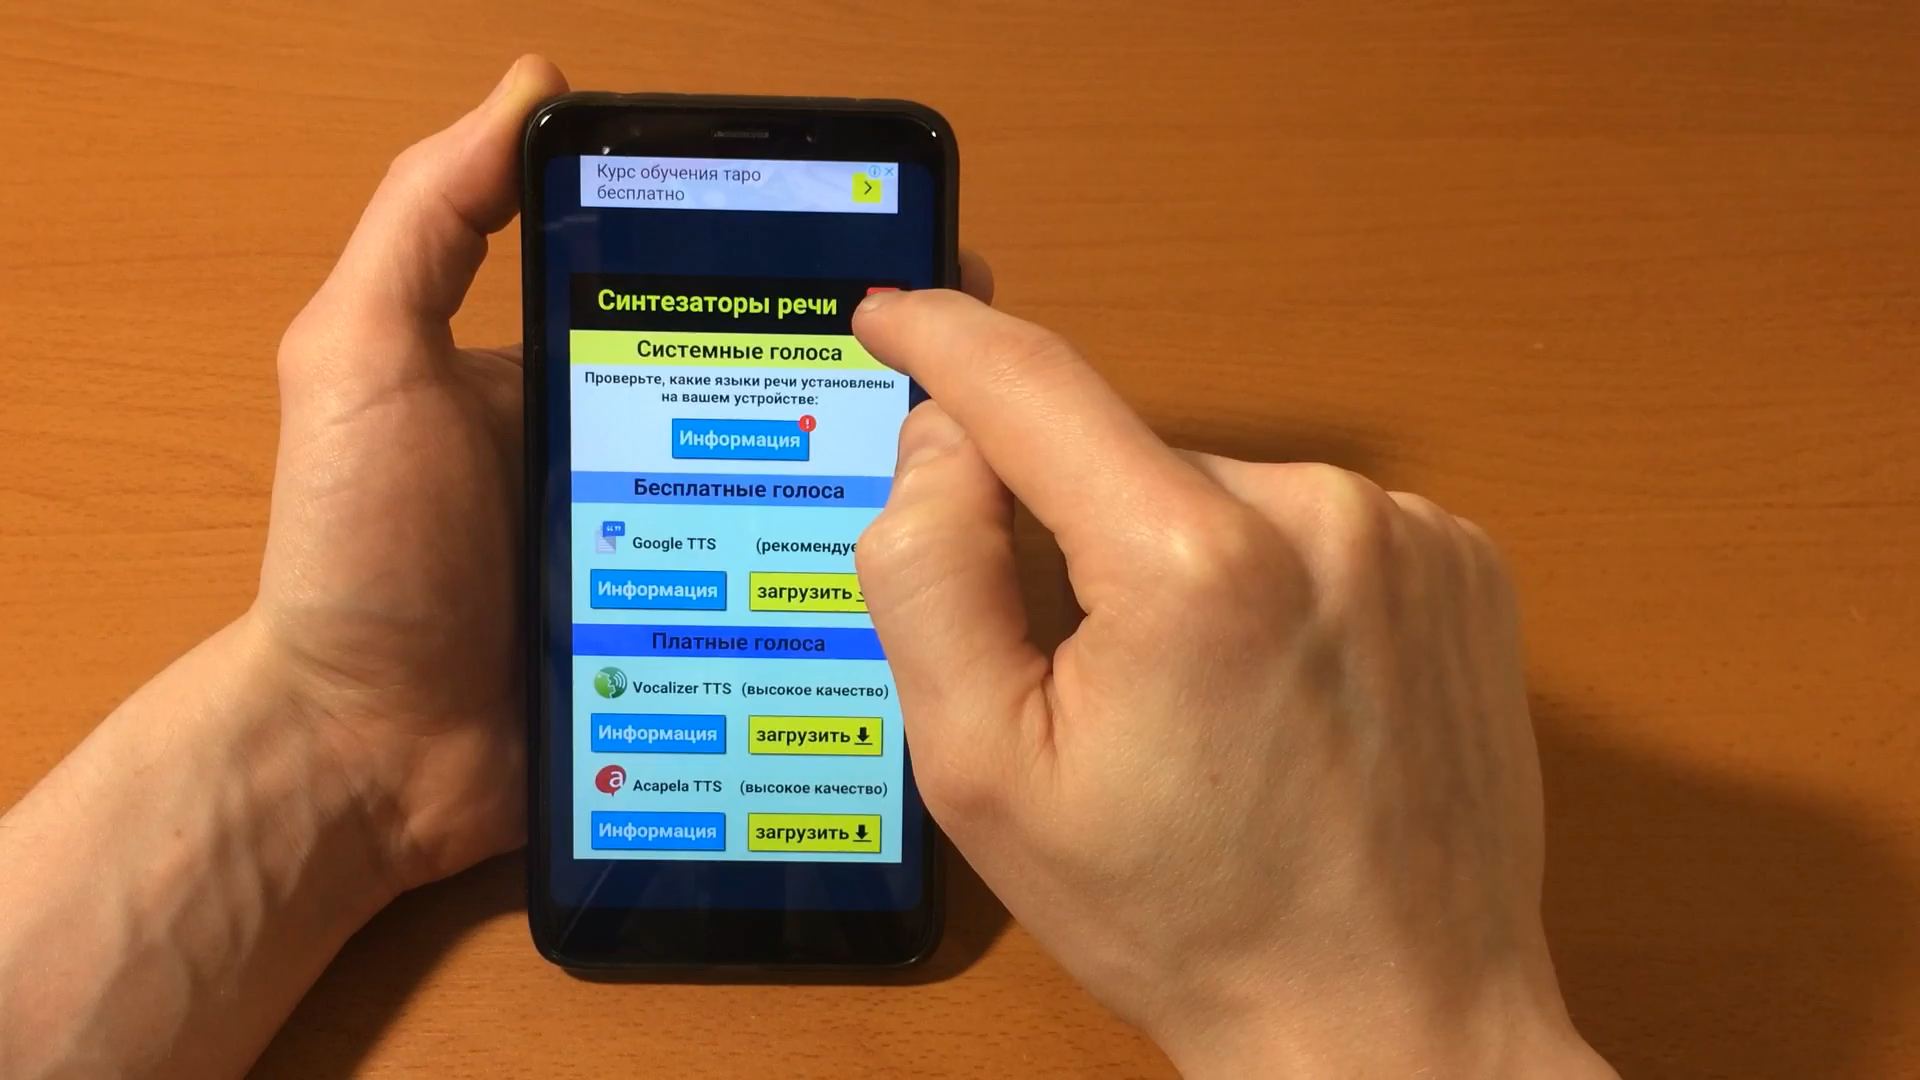 Курс обучения таро
бесплатно
Синтезаторы речи
Системные голоса
Проверьте, какие языки речи установлены
на вашем устройстве:
Информация
Бесплатные голоса
Google TTS
Информация загрузить
Платные голоса
Vocalizer TTS (высокое качество)
Информация загрузить
Acapela TTS (высокое качество)
Информация загрузить